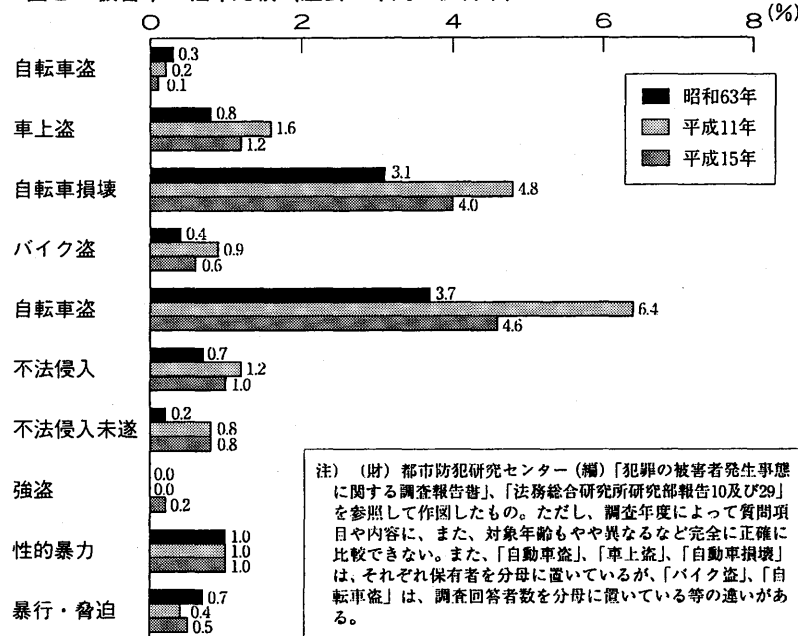 0 2 4 6 8 (%)
自転車盗 0.3
0.2
0.1
車上盗 0.8
1.6
1.2
自転車損壊 3.1
4.8
4.0
バイク盗 0.4
0.9
0.6
自転車盗 3.7
6.4
4.6
不法侵入 0.7
1.2
1.0
不法侵入未遂 0.2
0.8
0.8
強盗 0.0
0.0
0.2
性的暴力 1.0
1.0
1.0
暴行・脅迫 0.7
0.4
0.5
昭和63年
平成11年
平成15年
注) (財)都市防犯研究センター(編)「犯罪の被害者発生事態
に関する調査報告書」、「法務総合研究所研究部報告10及び29」
を参照して作図したもの。ただし、調査年度によって質問項
目や内容に、また、対象年齢もやや異なるなど完全に正確に
比較できない。また、「自動車盗」、「車上盗」、「自動車損壊」
は、それぞれ保有者を分母に置いているが、「バイク盗」、「自
転車盗」は、調査回答者数を分母に置いている等の違いがあ
る。